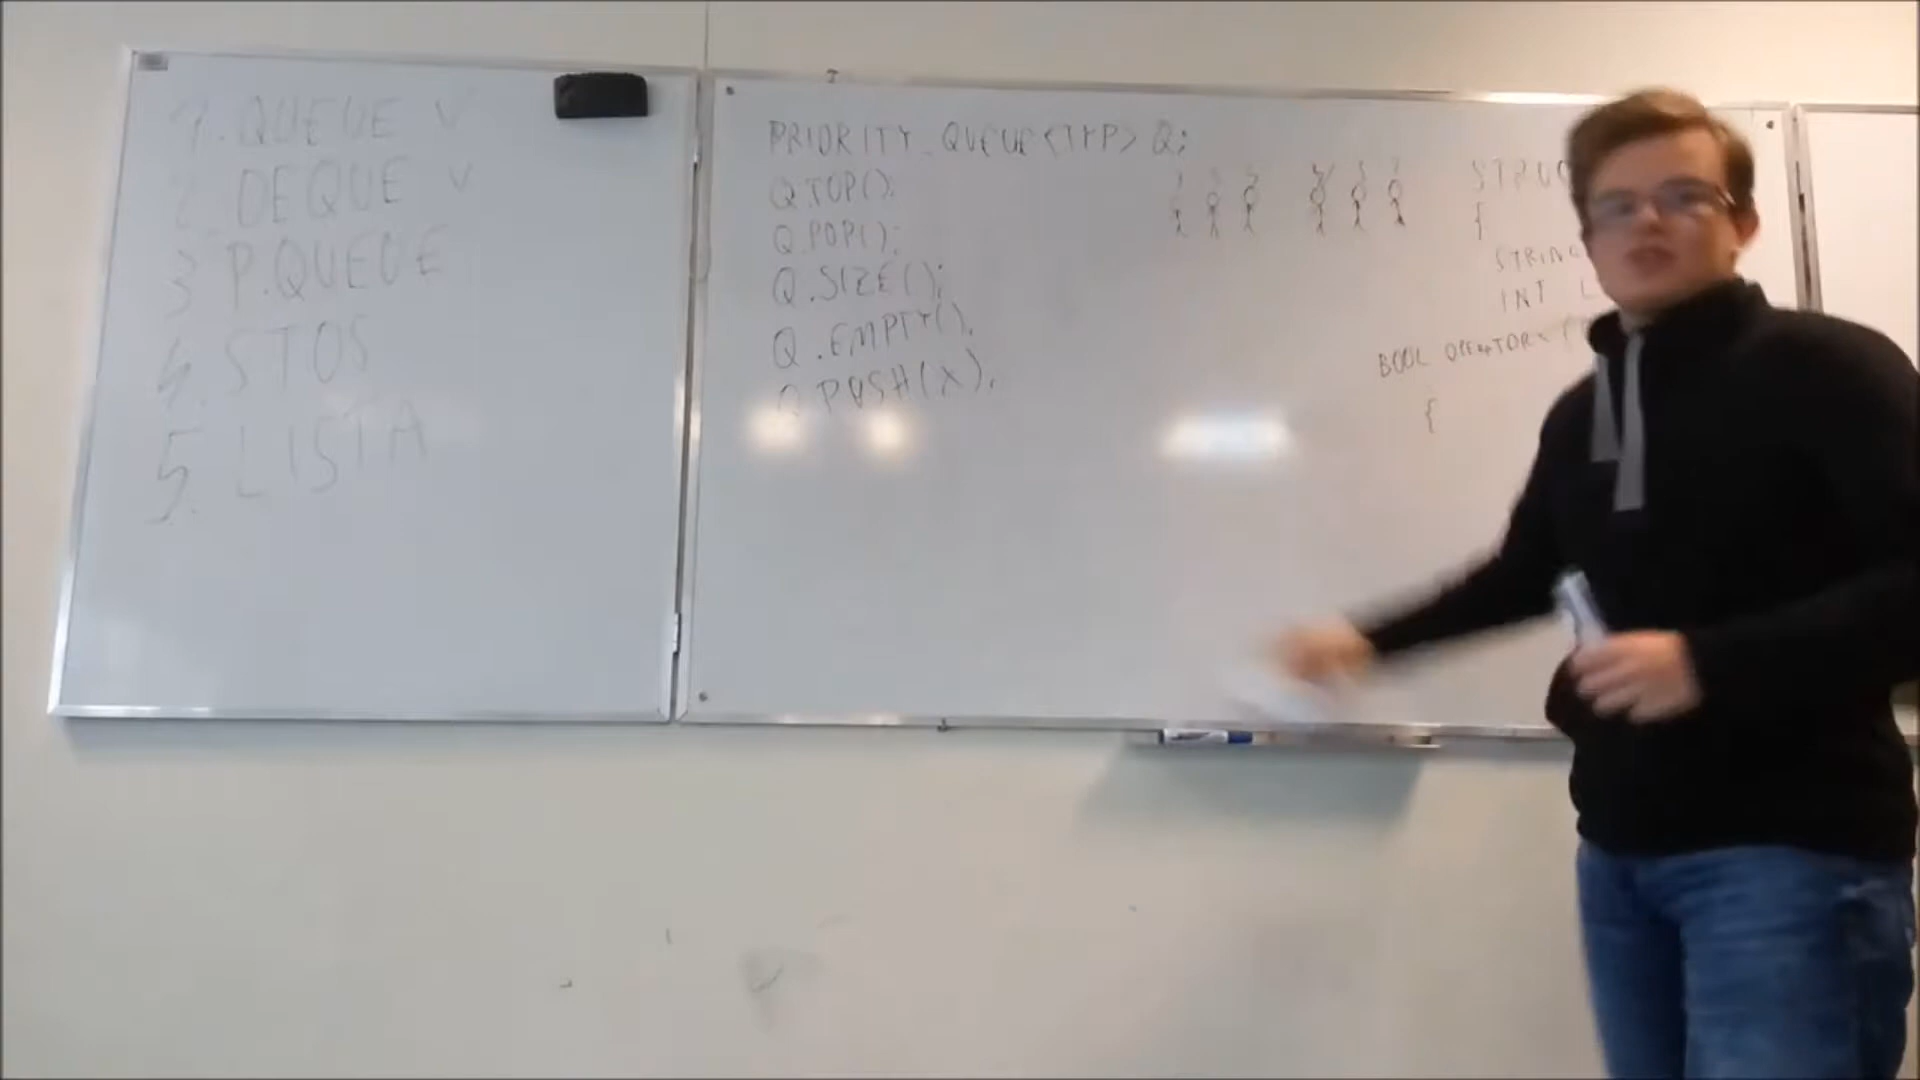 1. QUEUE V
2. DEQUE V
3 P.QUEUE
4. STOS
5. LISTA
PRIORITY_QUEUE<TYP> Q;
Q.TOP();
Q.POP();
Q.SIZE();
Q.EMPTY();
Q.PUSH(X);
{
STRING
INT
BOOL OPERATOR<
{